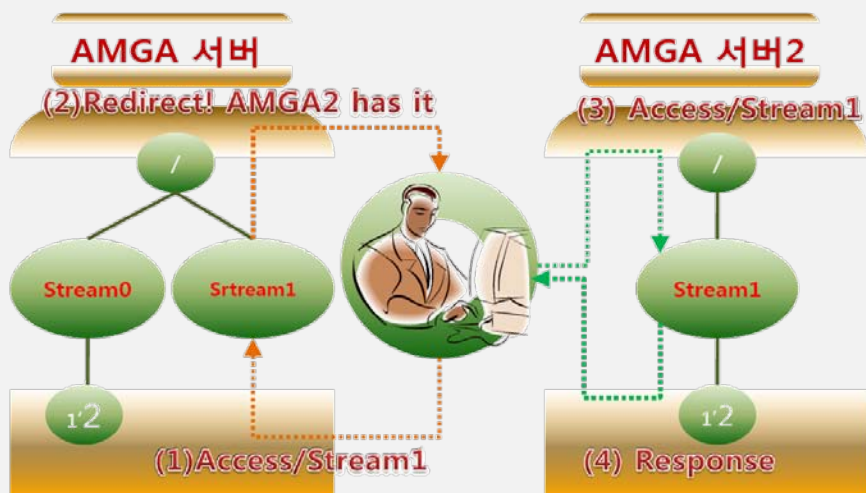 AMGA 서버
(2)Redirect! AMGA2 has it
/
Stream0
Srtream1
1'2
(1)Access/Stream1
AMGA 서버2
(3) Access/Stream1
/
Stream1
1'2
(4) Response